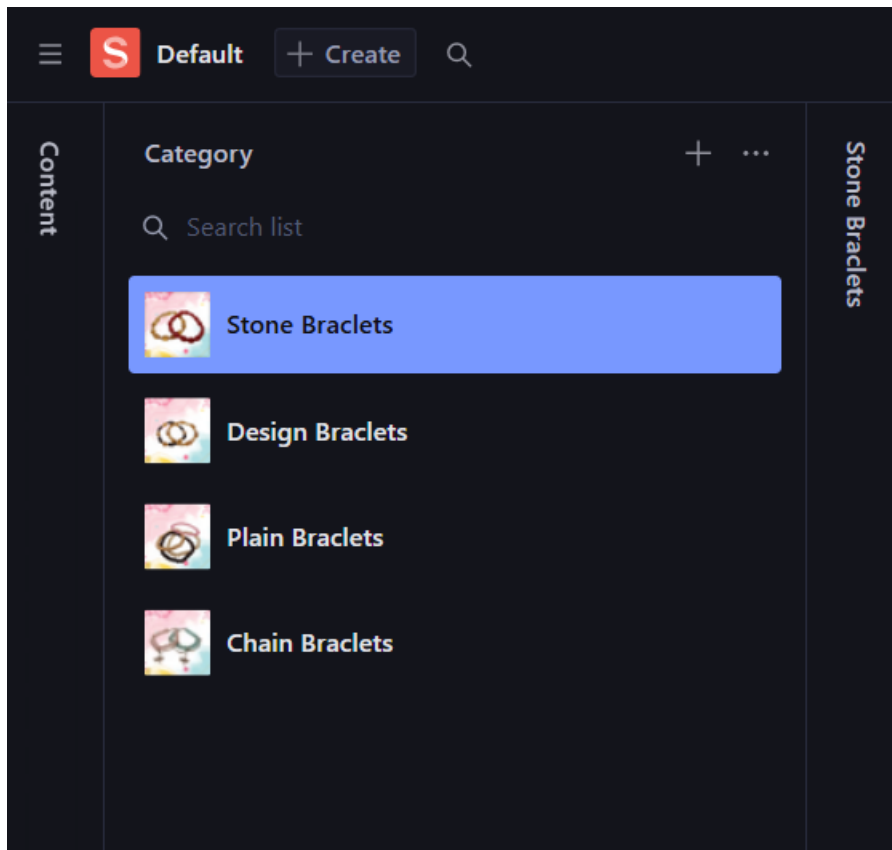 S Default
Create
Content
Category
Search list
Stone Braclets
Design Braclets
Plain Braclets
Chain Braclets
Stone Braclets